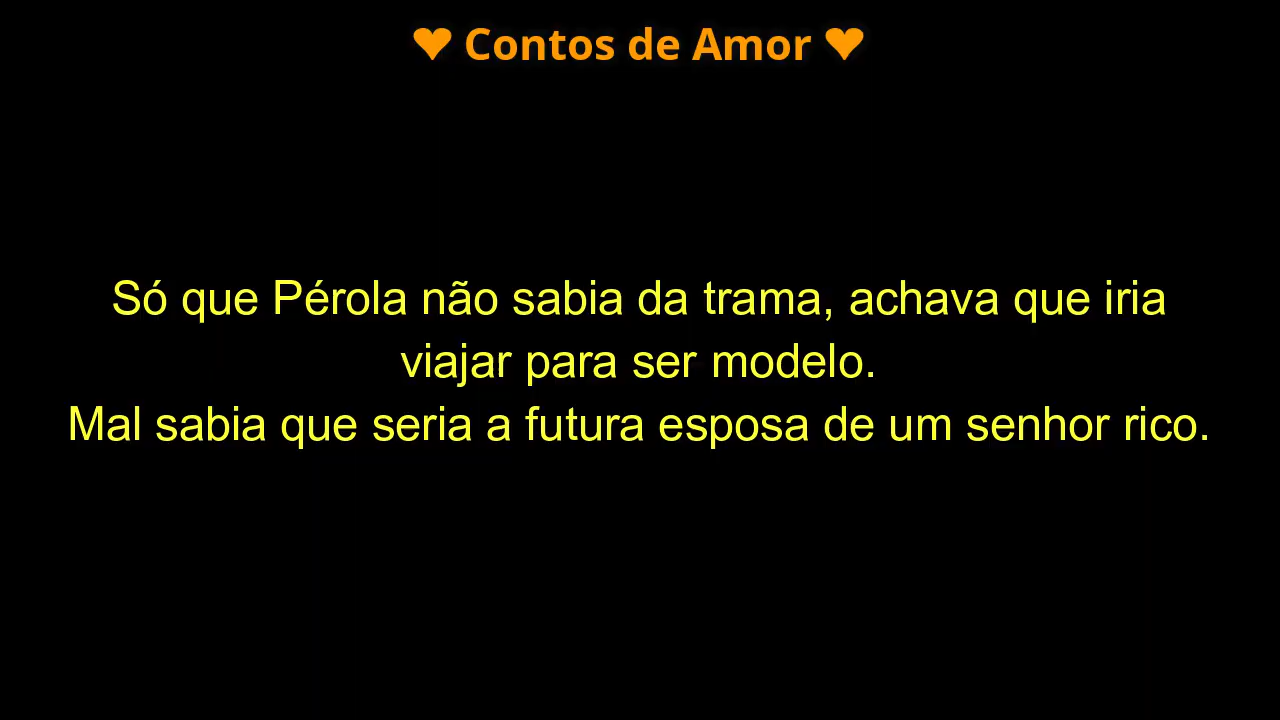 ❤ Contos de Amor ❤
Só que Pérola não sabia da trama, achava que iria
viajar para ser modelo.
Mal sabia que seria a futura esposa de um senhor rico.